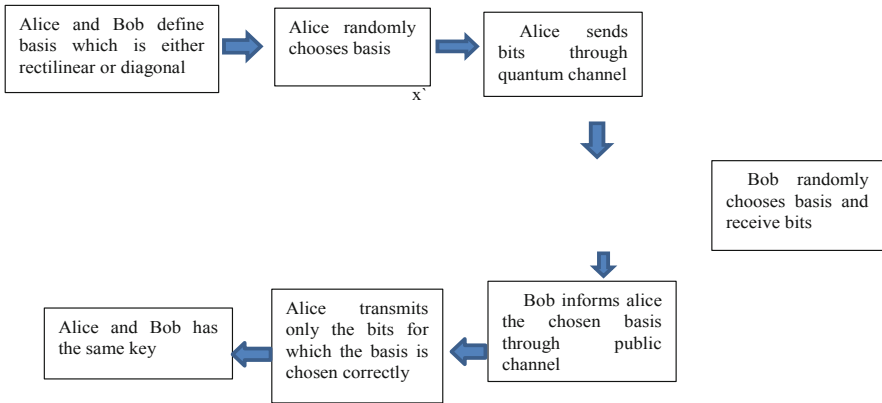 Alice and Bob define
basis which is either
rectilinear or diagonal
Alice randomly
chooses basis
x`
Alice sends
bits through
quantum channel
Bob randomly
chooses basis and
receive bits
Bob informs alice
the chosen basis
through public
channel
Alice transmits
only the bits for
which the basis is
chosen correctly
Alice and Bob has
the same key